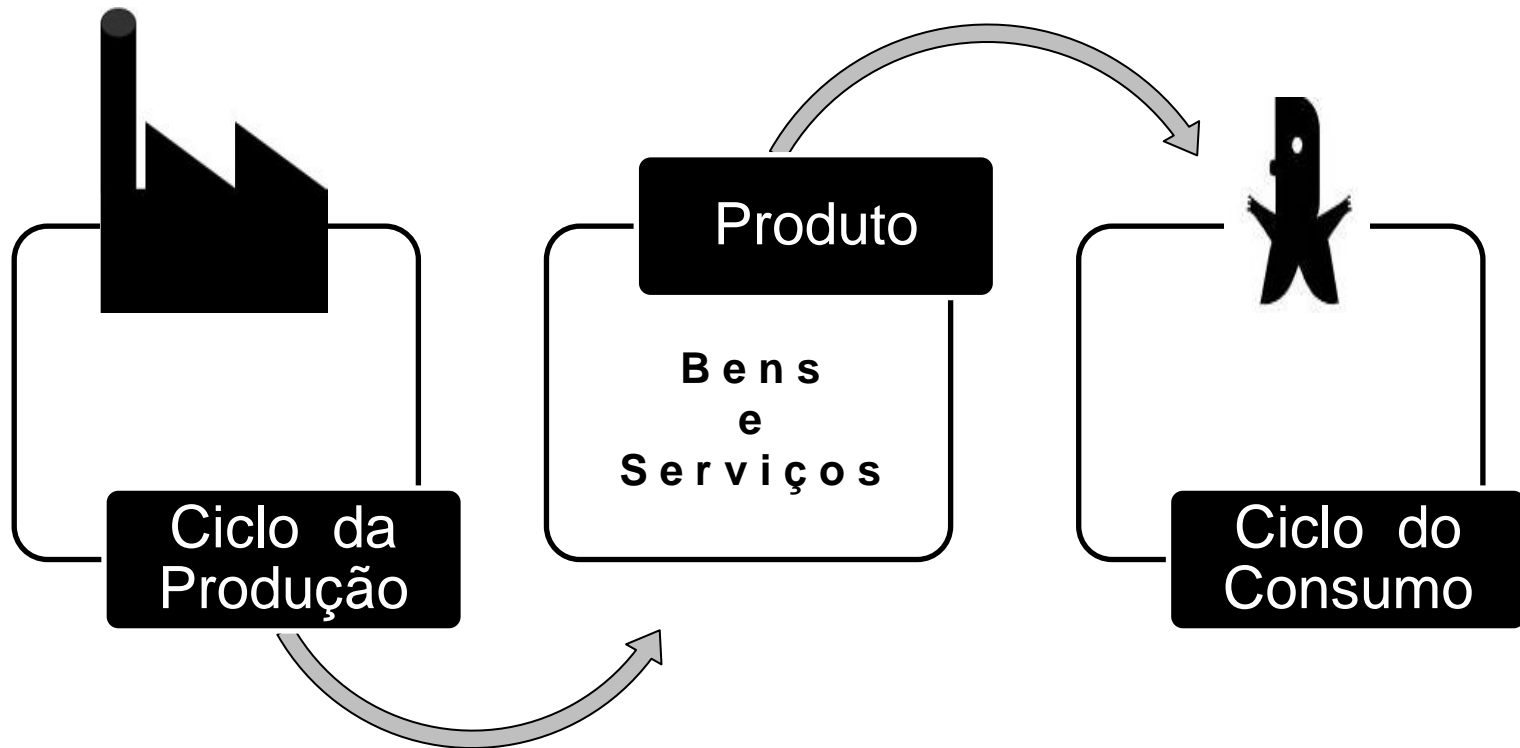 Ciclo da
Produção
Produto
Bens
e
Serviços
Ciclo do
Consumo